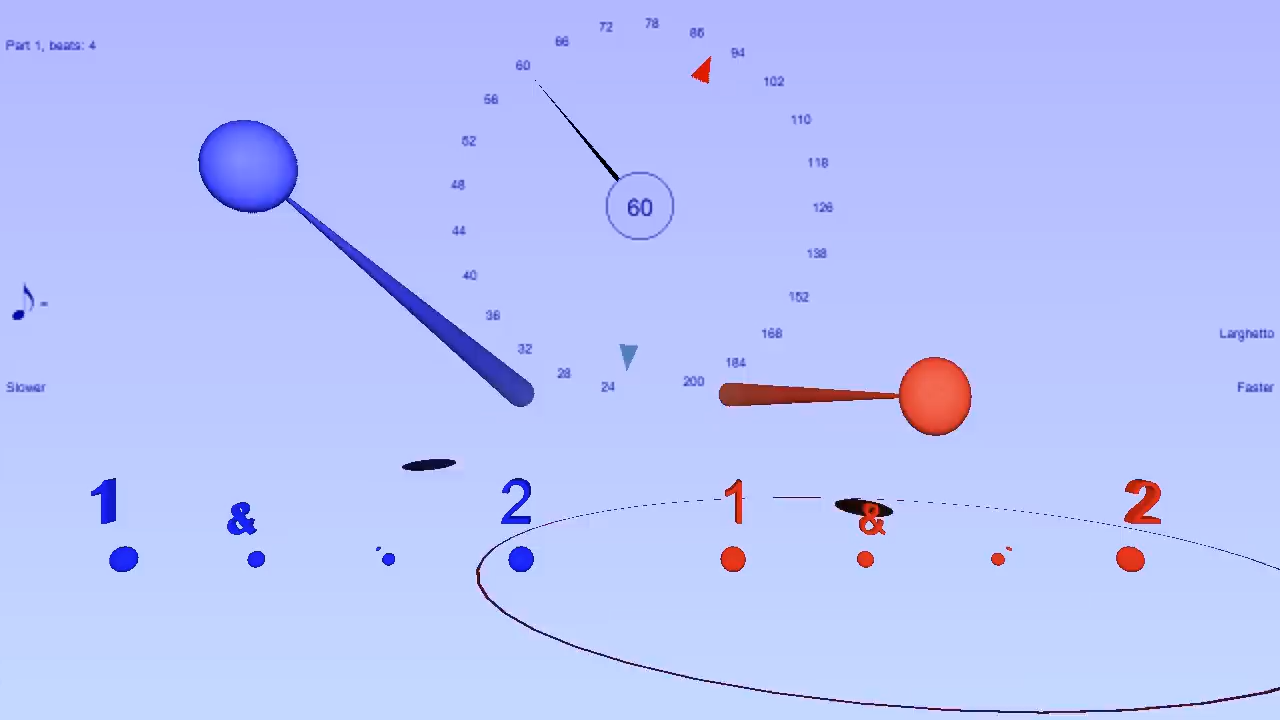 Part 1, beats: 4
72 78 86
66 94
60 102
56 110
52 118
48 60 126
44 138
40 152
36 168
32 184
28 24 200
♪ =
Larghetto
Slower Faster
1 & 2 1 & 2